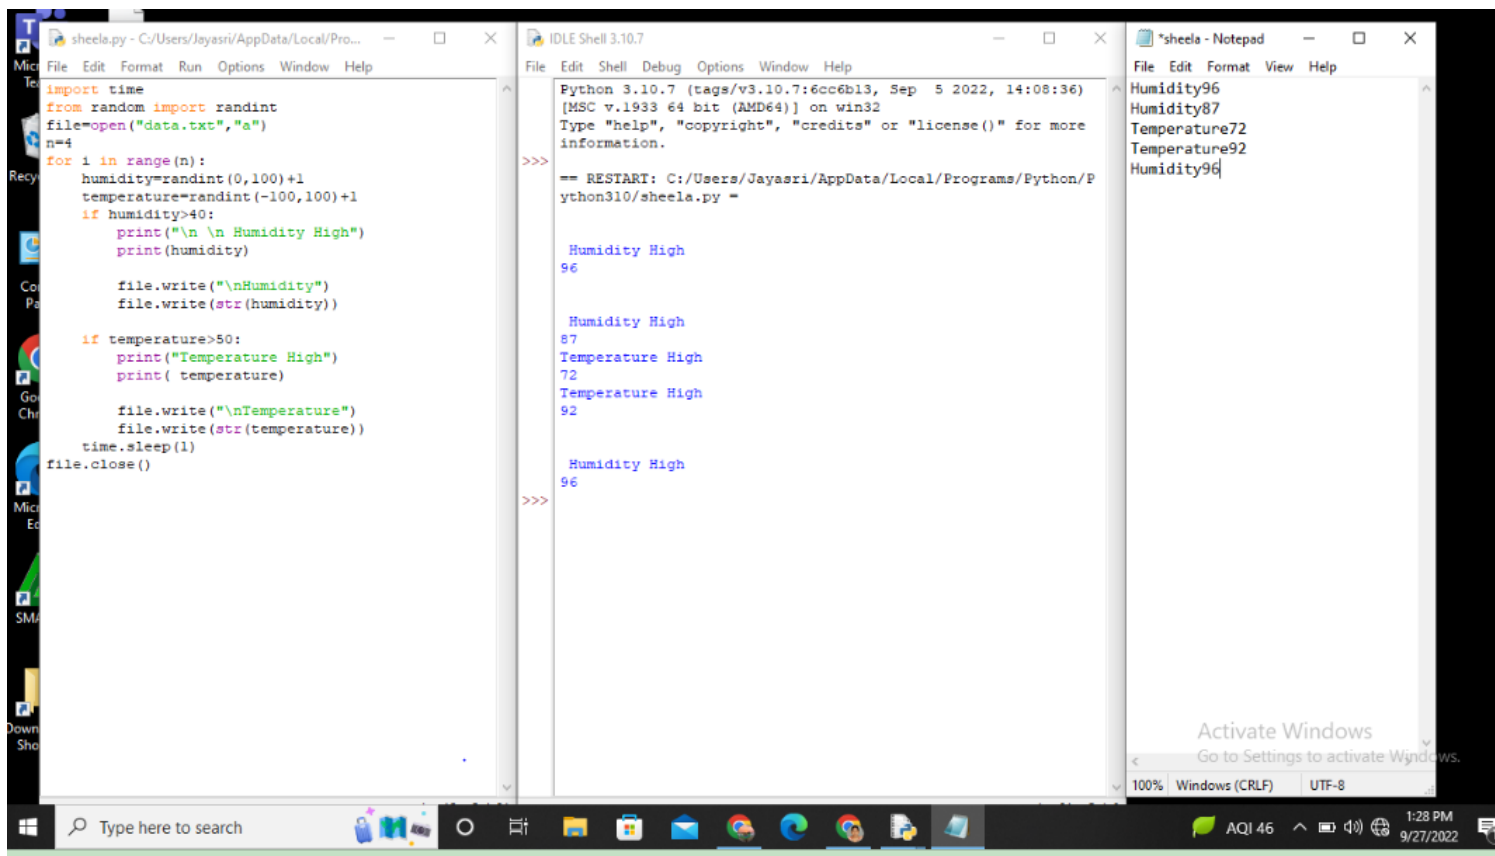 sheela.py - C:/Users/Jayasri/AppData/Local/Pro...
File Edit Format Run Options Window Help
import time
from random import randint
file=open("data.txt","a")
n=4
for i in range(n):
    humidity=randint(0,100)+1
    temperature=randint(-100,100)+1
    if humidity>40:
        print("\n \n Humidity High")
        print(humidity)
        file.write("\nHumidity")
        file.write(str(humidity))
    if temperature>50:
        print("Temperature High")
        print( temperature)
        file.write("\nTemperature")
        file.write(str(temperature))
    time.sleep(1)
file.close()
IDLE Shell 3.10.7
File Edit Shell Debug Options Window Help
Python 3.10.7 (tags/v3.10.7:6cc6b13, Sep  5 2022, 14:08:36)
[MSC v.1933 64 bit (AMD64)] on win32
Type "help", "copyright", "credits" or "license()" for more
information.
>>>
== RESTART: C:/Users/Jayasri/AppData/Local/Programs/Python/P
ython310/sheela.py =
 Humidity High
96
 Humidity High
87
Temperature High
72
Temperature High
92
 Humidity High
96
>>>
*sheela - Notepad
File Edit Format View Help
Humidity96
Humidity87
Temperature72
Temperature92
Humidity96
Activate Windows
Go to Settings to activate Windows.
100% Windows (CRLF) UTF-8
Type here to search
AQI 46
1:28 PM
9/27/2022